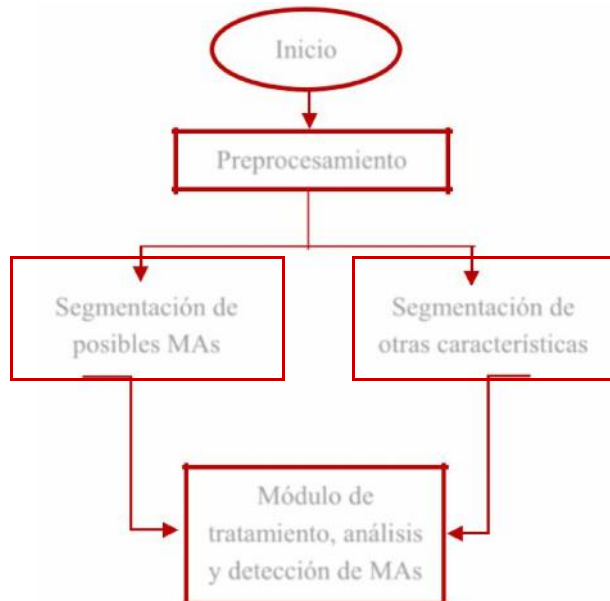 Inicio
Preprocesamiento
Segmentación de
posibles MAs
Segmentación de
otras características
Módulo de
tratamiento, análisis
y detección de MAs